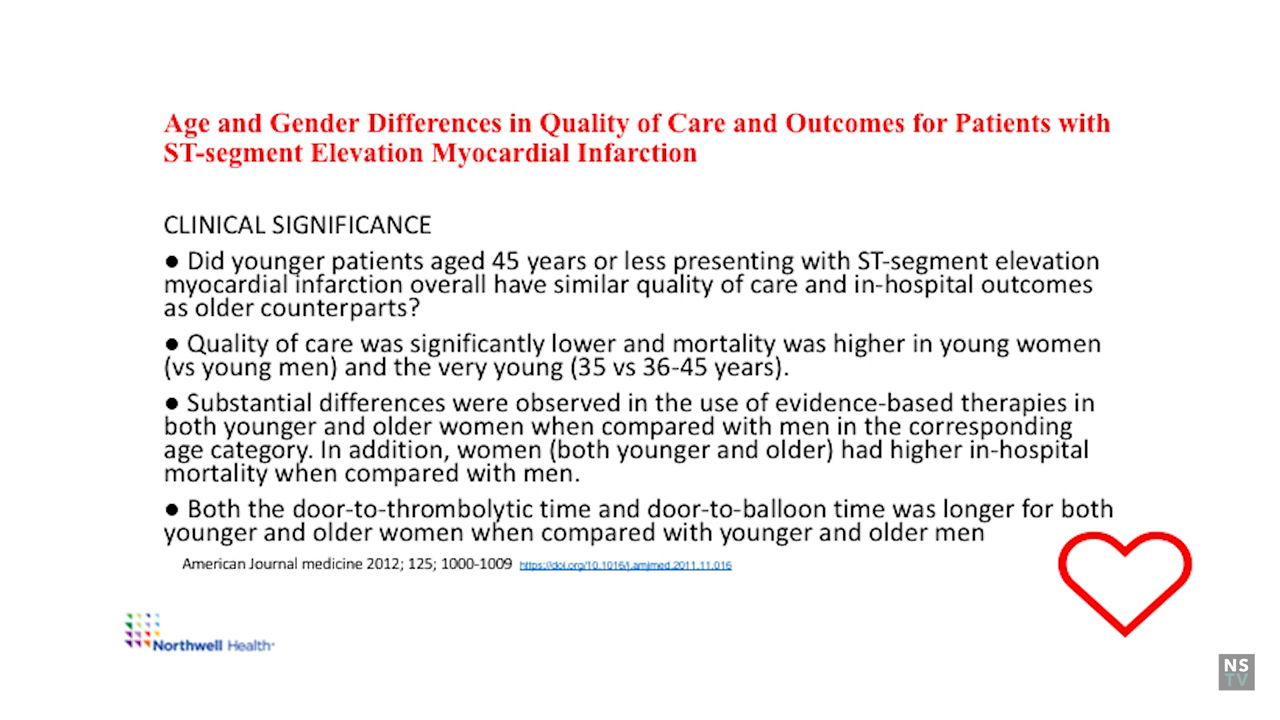 Age and Gender Differences in Quality of Care and Outcomes for Patients with
ST-segment Elevation Myocardial Infarction
CLINICAL SIGNIFICANCE
● Did younger patients aged 45 years or less presenting with ST-segment elevation
myocardial infarction overall have similar quality of care and in-hospital outcomes
as older counterparts?
● Quality of care was significantly lower and mortality was higher in young women
(vs young men) and the very young (35 vs 36-45 years).
● Substantial differences were observed in the use of evidence-based therapies in
both younger and older women when compared with men in the corresponding
age category. In addition, women (both younger and older) had higher in-hospital
mortality when compared with men.
● Both the door-to-thrombolytic time and door-to-balloon time was longer for both
younger and older women when compared with younger and older men
American Journal medicine 2012; 125; 1000-1009 https://doi.org/10.1016/j.amjmed.2011.11.016
Northwell Health
NS
TV